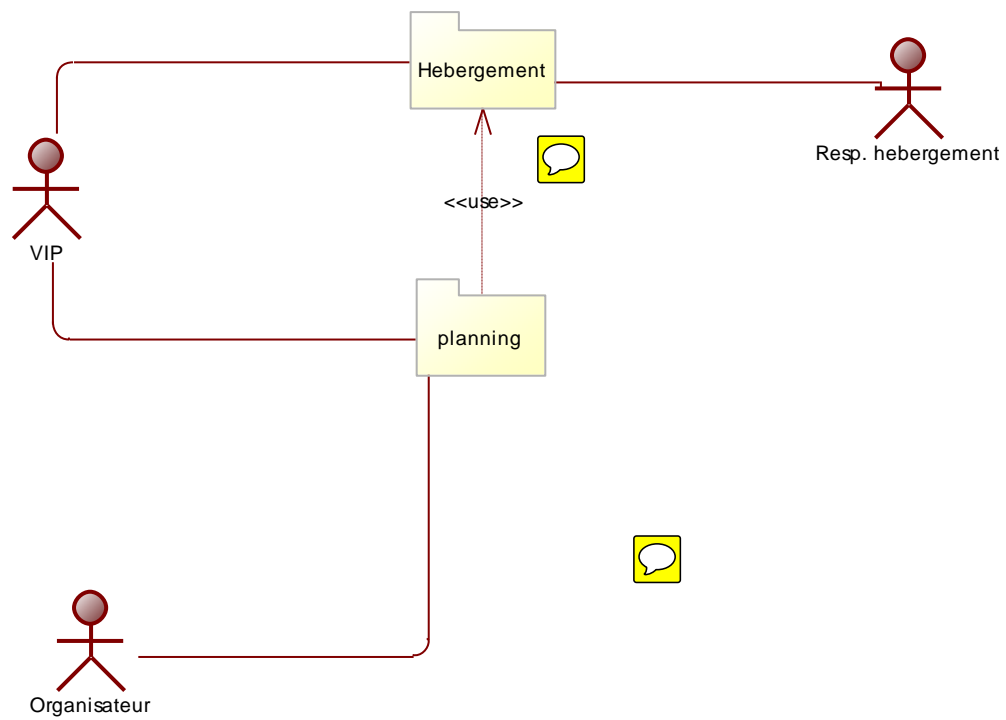 Hebergement
Resp. hebergement
<<use>>
VIP
planning
Organisateur